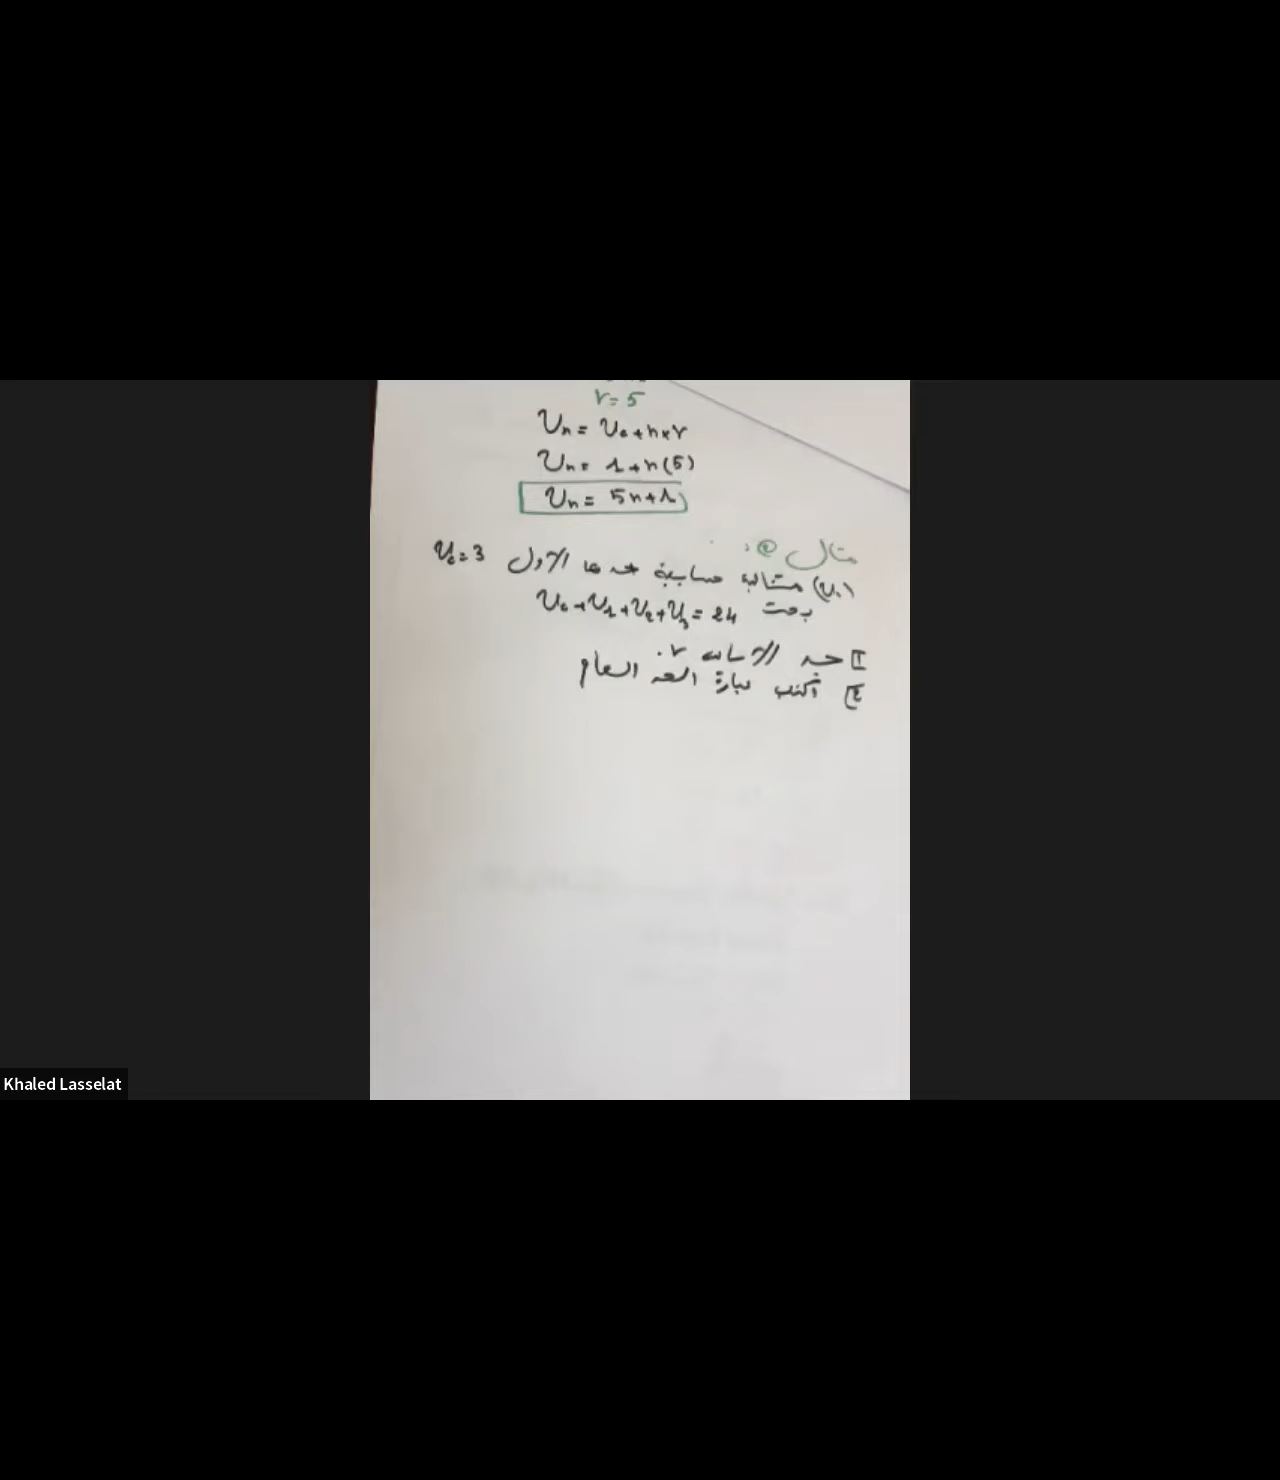 r = 5
Un = U0 + n×r
Un = 1 + n(5)
Un = 5n + 1
مثال ②:
(Un) متتالية حسابية حدها الأول U0 = 3
بحيث U0 + U1 + U2 + U3 = 24
1] جد الأساس r.
2] أكتب عبارة الحد العام
Khaled Lasselat